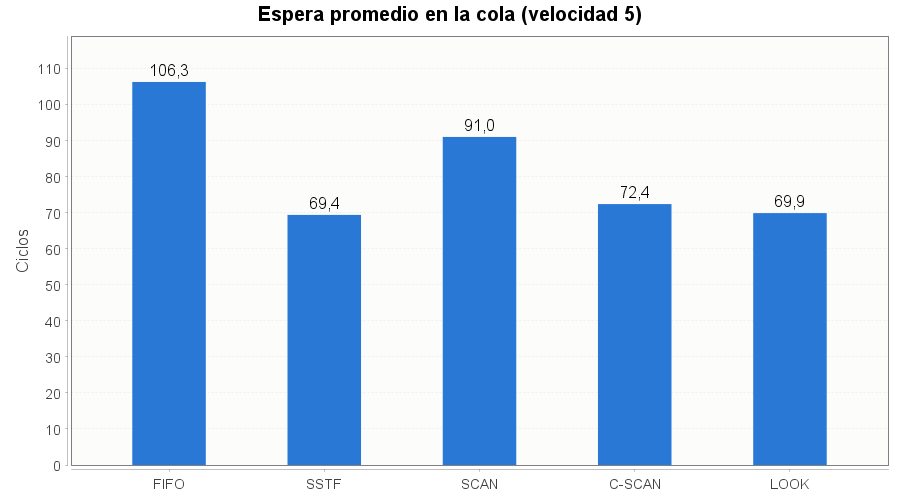 Espera promedio en la cola (velocidad 5)
110
100
90
80
70
60
50
40
30
20
10
0
Ciclos
106,3
69,4
91,0
72,4
69,9
FIFO
SSTF
SCAN
C-SCAN
LOOK